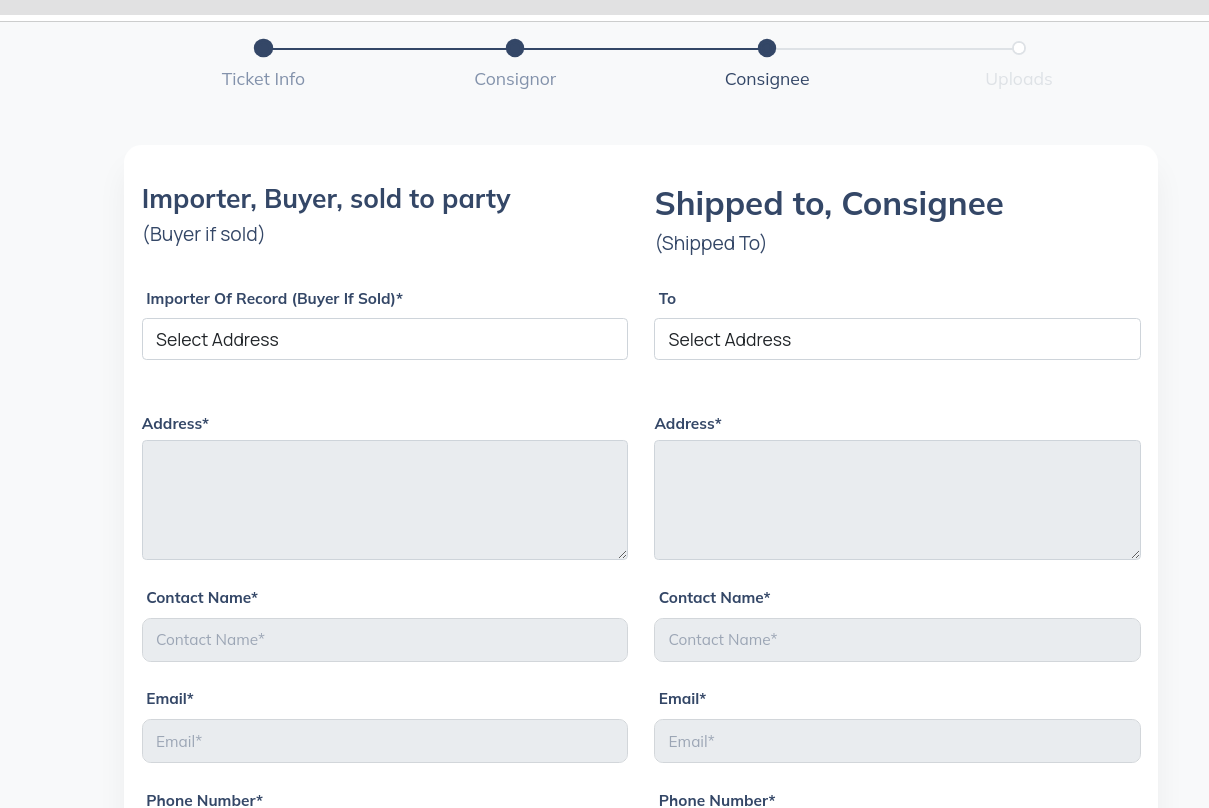 Ticket Info
Consignor
Consignee
Uploads
Importer, Buyer, sold to party
(Buyer if sold)
Importer Of Record (Buyer If Sold)*
Select Address
Address*
Contact Name*
Contact Name*
Email*
Email*
Phone Number*
Shipped to, Consignee
(Shipped To)
To
Select Address
Address*
Contact Name*
Contact Name*
Email*
Email*
Phone Number*